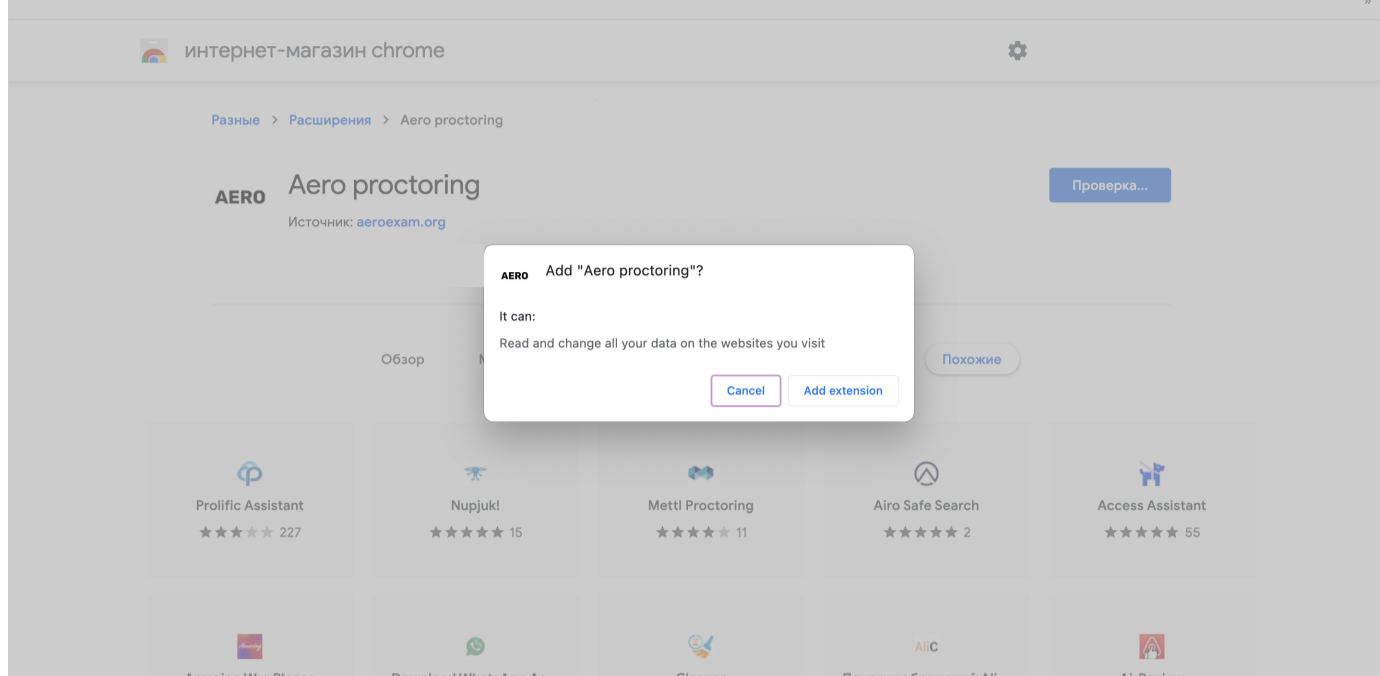 »
интернет-магазин chrome
Разные > Расширения > Aero proctoring
AERO
Aero proctoring
Проверка...
Источник: aeroexam.org
AERO
Add "Aero proctoring"?
It can:
Read and change all your data on the websites you visit
Обзор
Похожие
Cancel
Add extension
Prolific Assistant
Nupjuk!
Mettl Proctoring
Airo Safe Search
Access Assistant
227
15
11
2
55
AliC